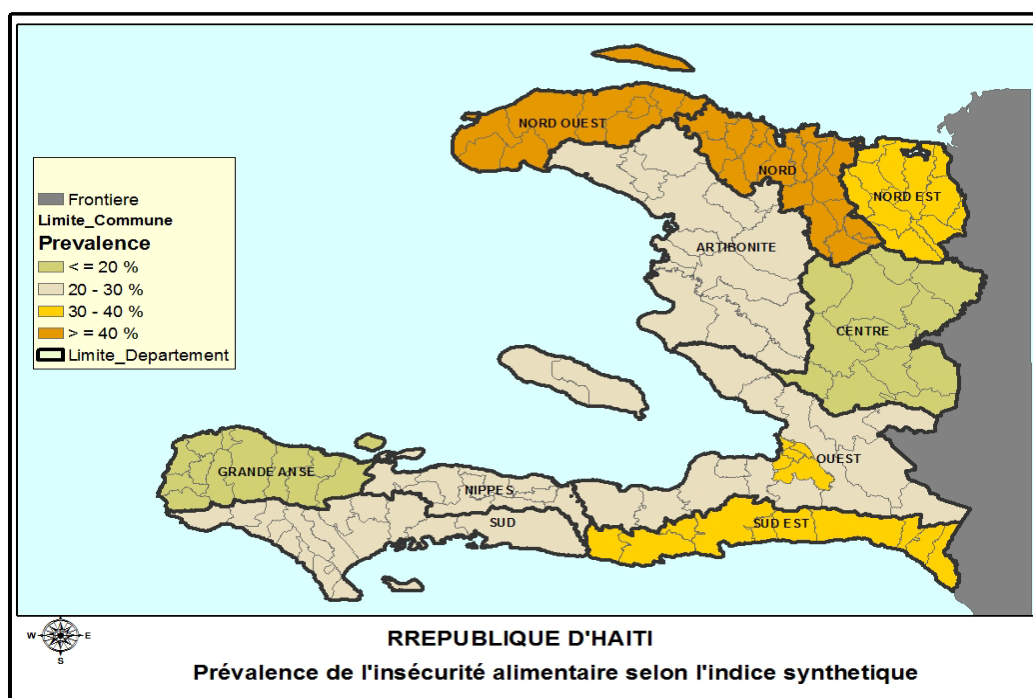 NORD OUEST
NORD
NORD EST
ARTIBONITE
CENTRE
OUEST
GRANDE ANSE
NIPPES
SUD
SUD EST
Frontiere
Limite_Commune
Prevalence
< = 20 %
20 - 30 %
30 - 40 %
> = 40 %
Limite_Departement
W E
S
RREPUBLIQUE D'HAITI
Prévalence de l'insécurité alimentaire selon l'indice synthetique